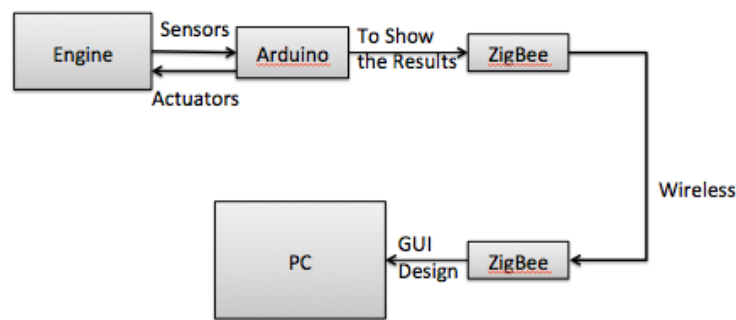 Engine
Sensors
Actuators
Arduino
To Show
the Results
ZigBee
Wireless
ZigBee
GUI
Design
PC